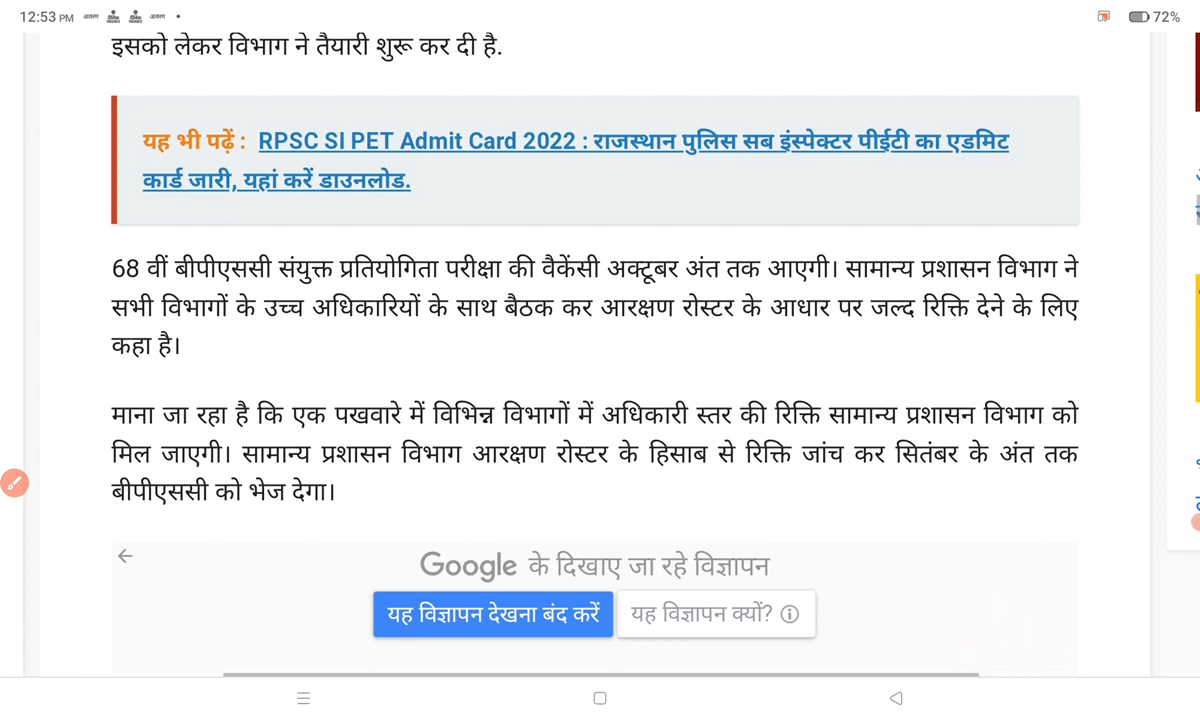 12:53 PM
72%
इसको लेकर विभाग ने तैयारी शुरू कर दी है.
यह भी पढ़ें : RPSC SI PET Admit Card 2022 : राजस्थान पुलिस सब इंस्पेक्टर पीईटी का एडमिट
कार्ड जारी, यहां करें डाउनलोड.
68 वीं बीपीएससी संयुक्त प्रतियोगिता परीक्षा की वैकेंसी अक्टूबर अंत तक आएगी। सामान्य प्रशासन विभाग ने
सभी विभागों के उच्च अधिकारियों के साथ बैठक कर आरक्षण रोस्टर के आधार पर जल्द रिक्ति देने के लिए
कहा है।
माना जा रहा है कि एक पखवारे में विभिन्न विभागों में अधिकारी स्तर की रिक्ति सामान्य प्रशासन विभाग को
मिल जाएगी। सामान्य प्रशासन विभाग आरक्षण रोस्टर के हिसाब से रिक्ति जांच कर सितंबर के अंत तक
बीपीएससी को भेज देगा।
Google के दिखाए जा रहे विज्ञापन
यह विज्ञापन देखना बंद करें
यह विज्ञापन क्यों?